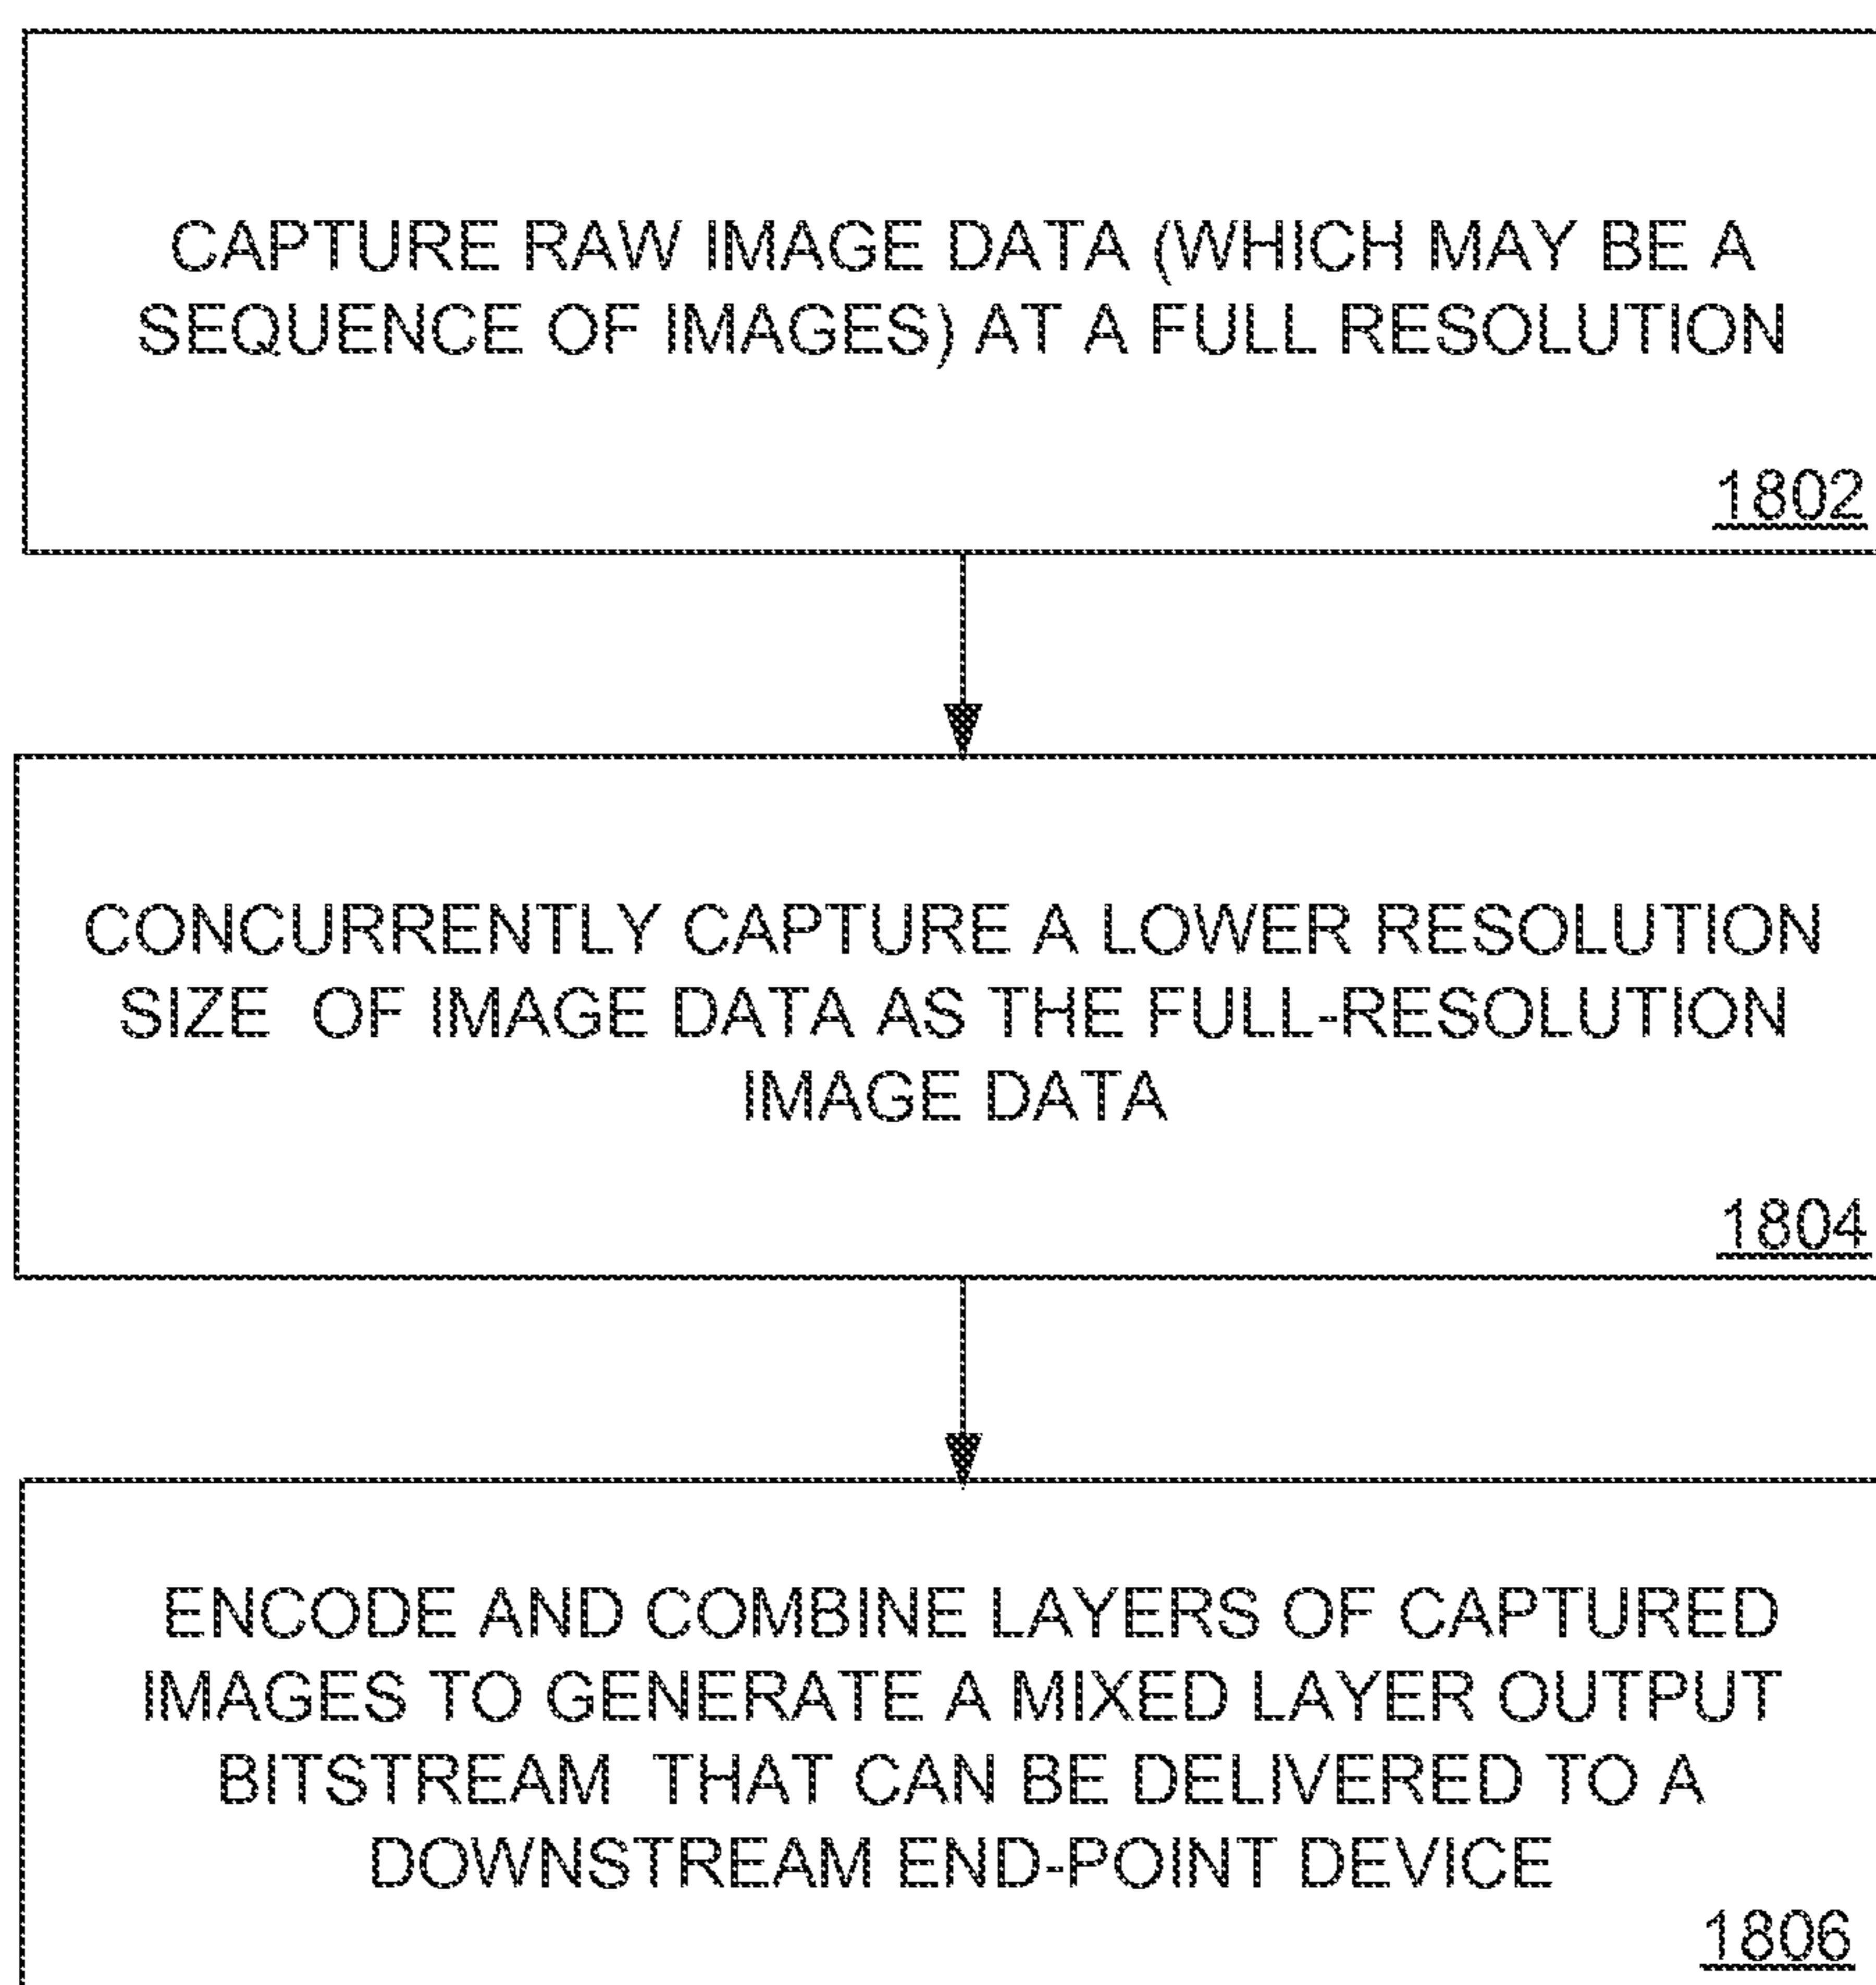 CAPTURE RAW IMAGE DATA (WHICH MAY BE A
SEQUENCE OF IMAGES) AT A FULL RESOLUTION
1802
CONCURRENTLY CAPTURE A LOWER RESOLUTION
SIZE OF IMAGE DATA AS THE FULL-RESOLUTION
IMAGE DATA
1804
ENCODE AND COMBINE LAYERS OF CAPTURED
IMAGES TO GENERATE A MIXED LAYER OUTPUT
BITSTREAM THAT CAN BE DELIVERED TO A
DOWNSTREAM END-POINT DEVICE
1806